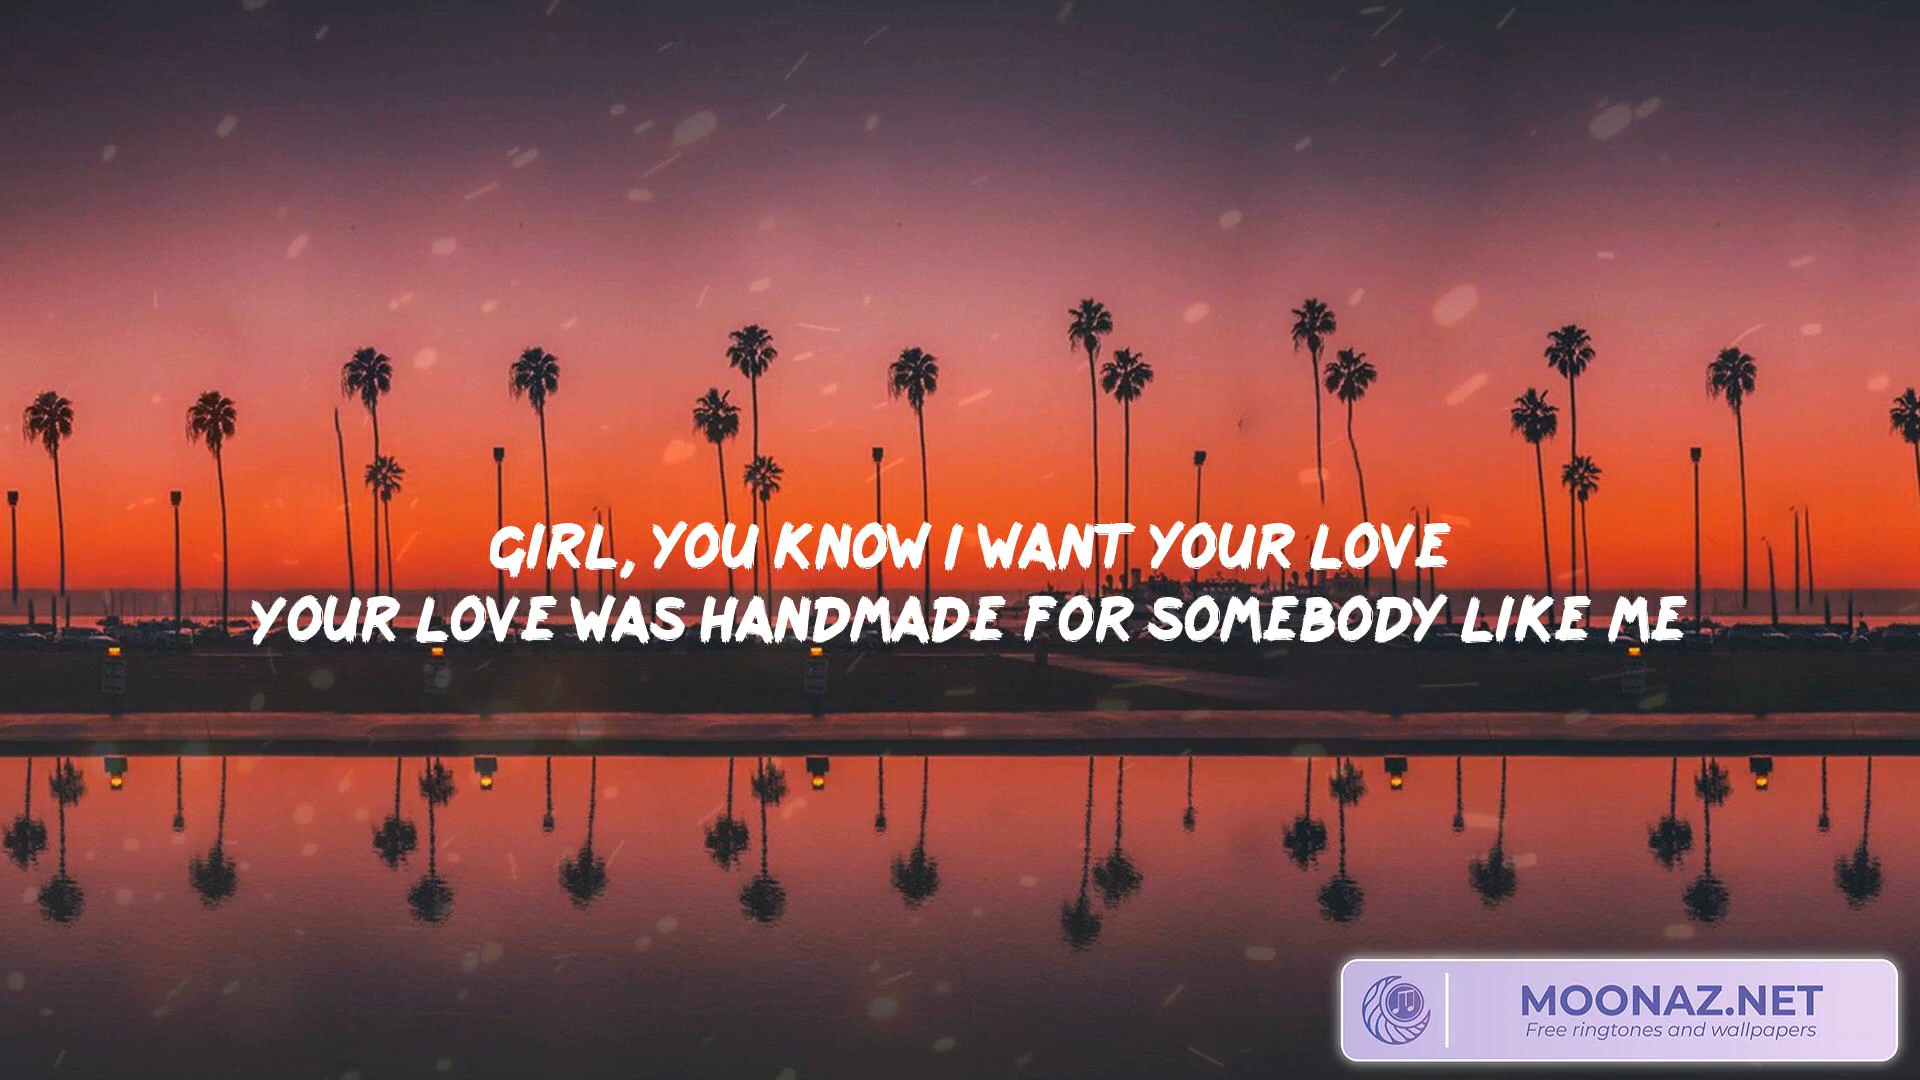 GIRL, YOU KNOW I WANT YOUR LOVE
YOUR LOVE WAS HANDMADE FOR SOMEBODY LIKE ME
MOONAZ.NET
Free ringtones and wallpapers